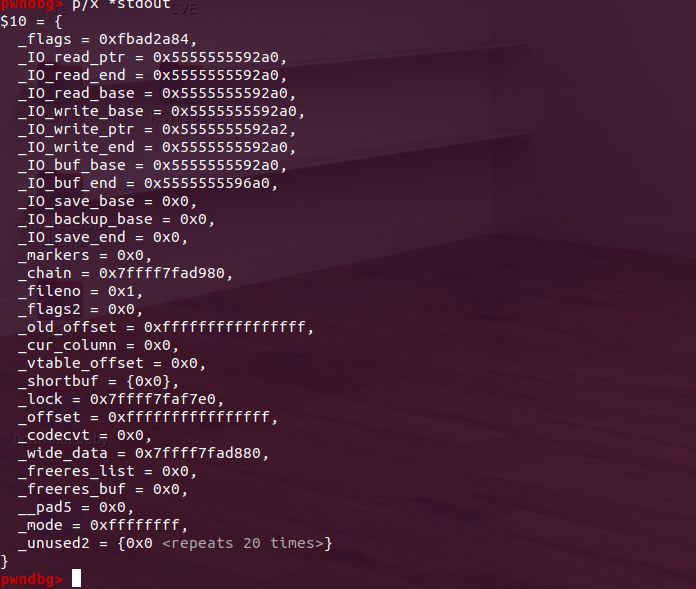 pwndbg> p/x *stdout
$10 = {
  _flags = 0xfbad2a84,
  _IO_read_ptr = 0x5555555592a0,
  _IO_read_end = 0x5555555592a0,
  _IO_read_base = 0x5555555592a0,
  _IO_write_base = 0x5555555592a0,
  _IO_write_ptr = 0x5555555592a2,
  _IO_write_end = 0x5555555592a0,
  _IO_buf_base = 0x5555555592a0,
  _IO_buf_end = 0x5555555596a0,
  _IO_save_base = 0x0,
  _IO_backup_base = 0x0,
  _IO_save_end = 0x0,
  _markers = 0x0,
  _chain = 0x7ffff7fad980,
  _fileno = 0x1,
  _flags2 = 0x0,
  _old_offset = 0xffffffffffffffff,
  _cur_column = 0x0,
  _vtable_offset = 0x0,
  _shortbuf = {0x0},
  _lock = 0x7ffff7faf7e0,
  _offset = 0xffffffffffffffff,
  _codecvt = 0x0,
  _wide_data = 0x7ffff7fad880,
  _freeres_list = 0x0,
  _freeres_buf = 0x0,
  __pad5 = 0x0,
  _mode = 0xffffffff,
  _unused2 = {0x0 <repeats 20 times>}
}
pwndbg>